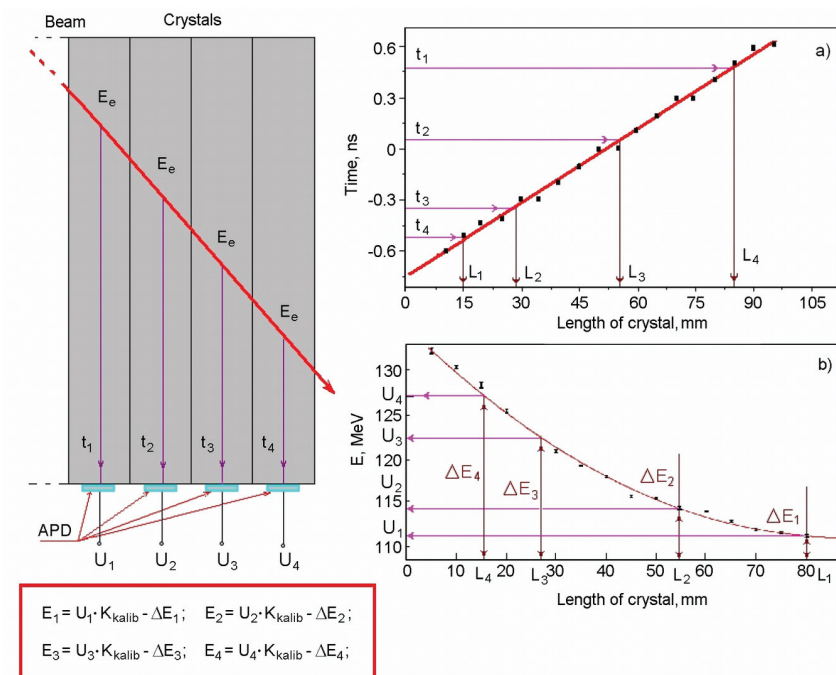 Beam Crystals
E_e
E_e
E_e
E_e
t_1 t_2 t_3 t_4
APD
U_1 U_2 U_3 U_4
E_1 = U_1·K_kalib - ΔE_1; E_2 = U_2·K_kalib - ΔE_2;
E_3 = U_3·K_kalib - ΔE_3; E_4 = U_4·K_kalib - ΔE_4;
a)
Time, ns
0.6
0.3
0
-0.3
-0.6
t_1
t_2
t_3
t_4
L_1 L_2 L_3 L_4
0 15 30 45 60 75 90 105
Length of crystal, mm
b)
E, MeV
130
U_4
125
U_3
120
U_2
115
U_1
110
ΔE_4 ΔE_3 ΔE_2 ΔE_1
0 10 20 30 40 50 60 70 80
L_4 L_3 L_2 L_1
Length of crystal, mm